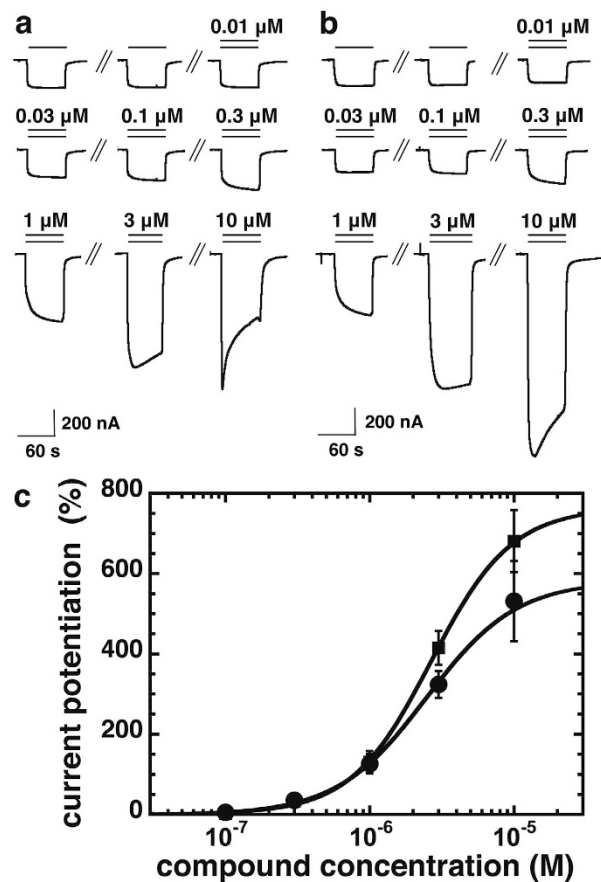 a b
0.01 µM 0.01 µM
0.03 µM 0.1 µM 0.3 µM 0.03 µM 0.1 µM 0.3 µM
1 µM 3 µM 10 µM 1 µM 3 µM 10 µM
200 nA 200 nA
60 s 60 s
c
800
600
400
200
0
current potentiation (%)
10⁻⁷ 10⁻⁶ 10⁻⁵
compound concentration (M)